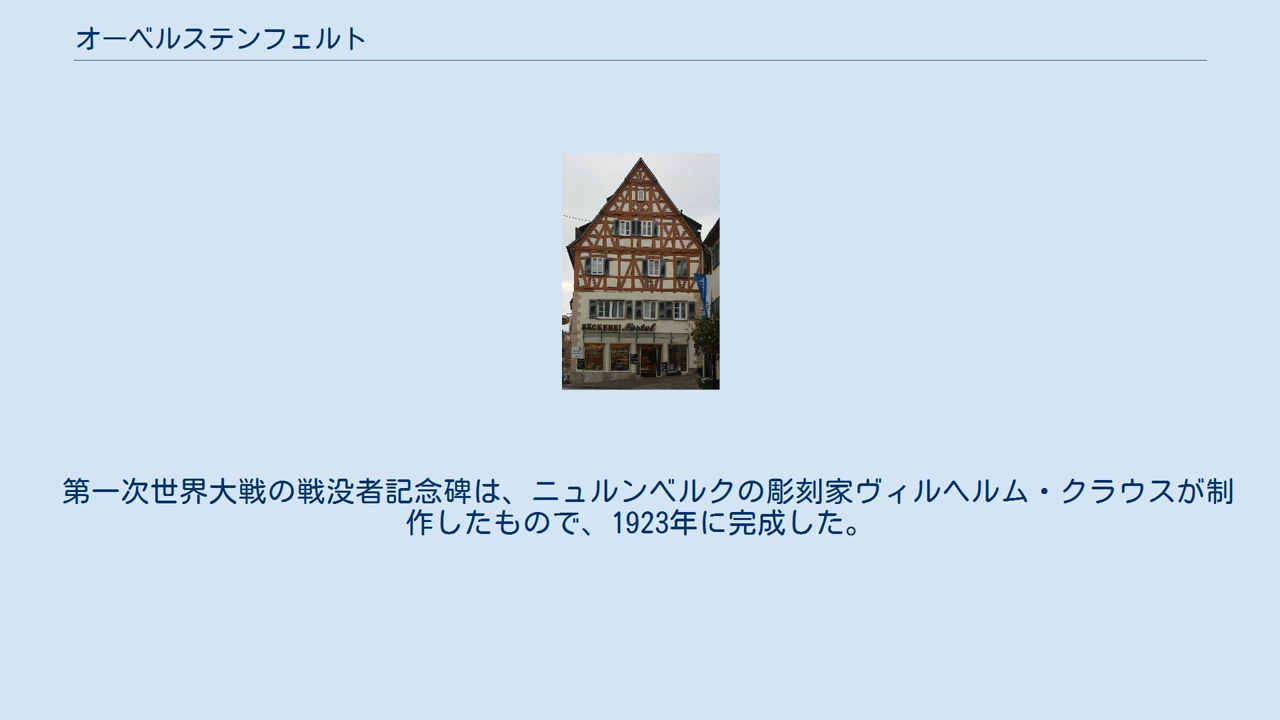 オーベルステンフェルト
BÄCKEREI Nestel
第一次世界大戦の戦没者記念碑は、ニュルンベルクの彫刻家ヴィルヘルム・クラウスが制
作したもので、1923年に完成した。